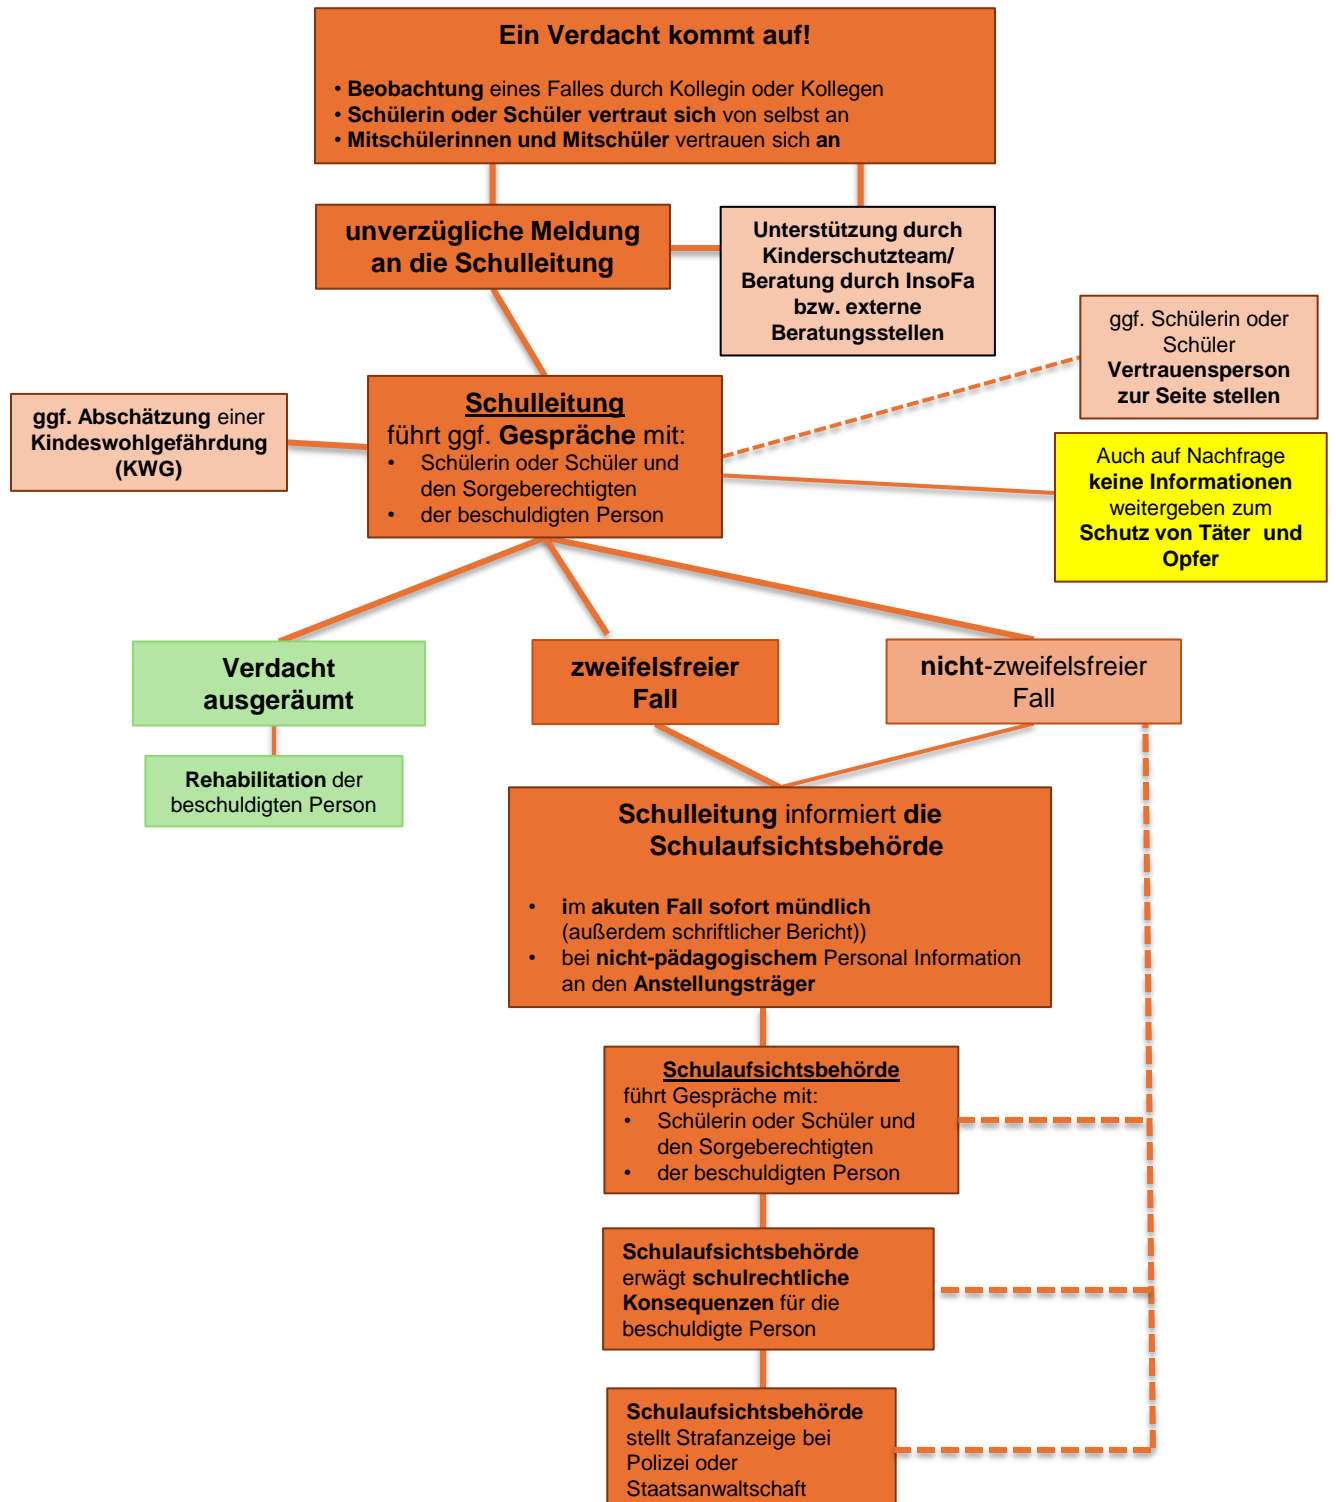 Ein Verdacht kommt auf!
• Beobachtung eines Falles durch Kollegin oder Kollegen
• Schülerin oder Schüler vertraut sich von selbst an
• Mitschülerinnen und Mitschüler vertrauen sich an
unverzügliche Meldung
an die Schulleitung
Unterstützung durch
Kinderschutzteam/
Beratung durch InsoFa
bzw. externe
Beratungsstellen
ggf. Schülerin oder
Schüler
Vertrauensperson
zur Seite stellen
ggf. Abschätzung einer
Kindeswohlgefährdung
(KWG)
Schulleitung
führt ggf. Gespräche mit:
• Schülerin oder Schüler und
den Sorgeberechtigten
• der beschuldigten Person
Auch auf Nachfrage
keine Informationen
weitergeben zum
Schutz von Täter und
Opfer
Verdacht
ausgeräumt
zweifelsfreier
Fall
nicht-zweifelsfreier
Fall
Rehabilitation der
beschuldigten Person
Schulleitung informiert die
Schulaufsichtsbehörde
• im akuten Fall sofort mündlich
(außerdem schriftlicher Bericht))
• bei nicht-pädagogischem Personal Information
an den Anstellungsträger
Schulaufsichtsbehörde
führt Gespräche mit:
• Schülerin oder Schüler und
den Sorgeberechtigten
• der beschuldigten Person
Schulaufsichtsbehörde
erwägt schulrechtliche
Konsequenzen für die
beschuldigte Person
Schulaufsichtsbehörde
stellt Strafanzeige bei
Polizei oder
Staatsanwaltschaft